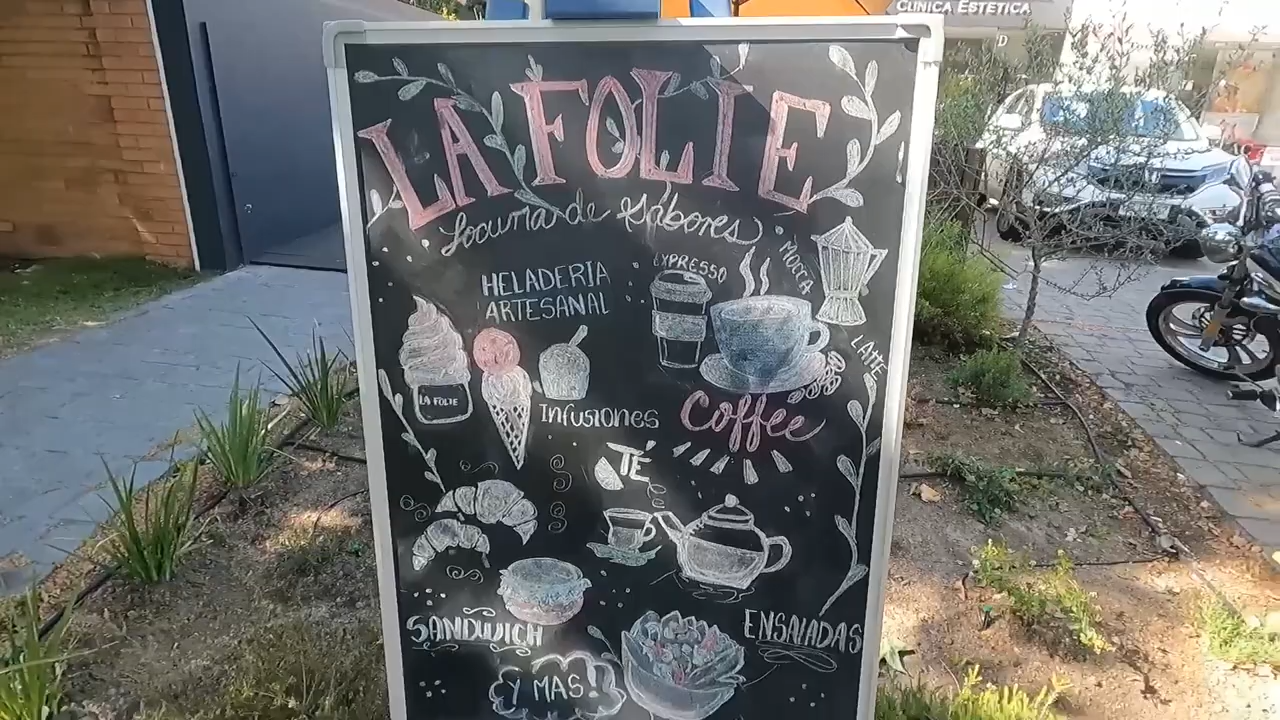 CLINICA ESTETICA
D
LA FOLIE
Locura de Sabores
HELADERIA
ARTESANAL
EXPRESSO
MOCCA
LATTE
LA FOLIE
INFUSIONES
Coffee
TÉ
SANDWICH
ENSALADAS
Y MAS!